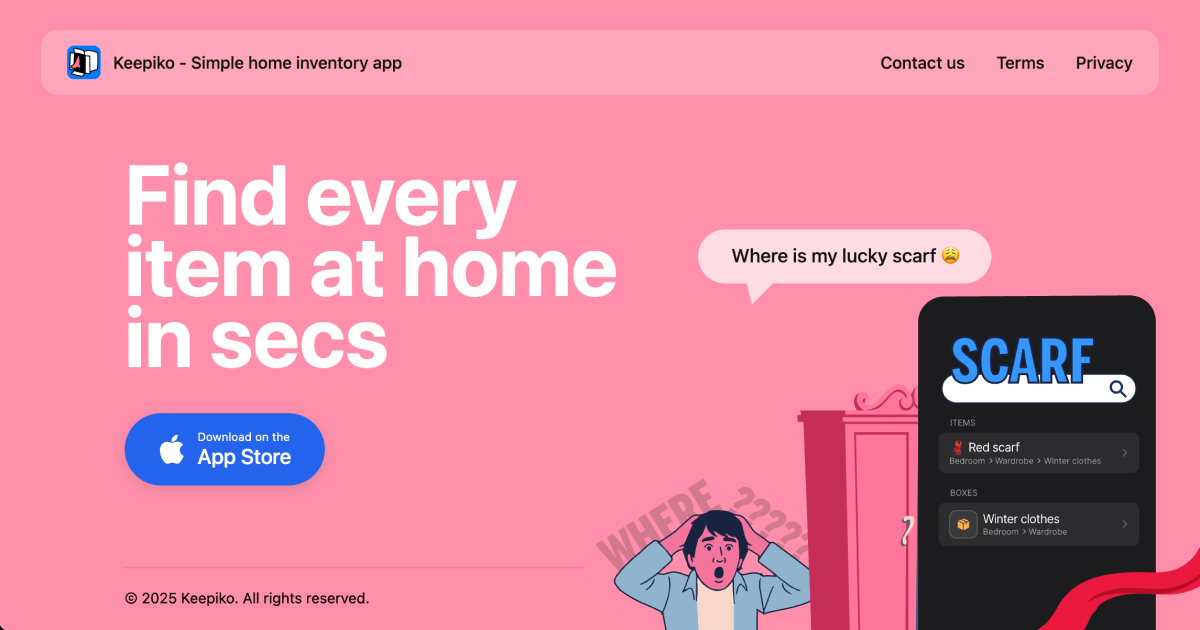 Keepiko - Simple home inventory app
Contact us
Terms
Privacy
Find every
item at home
in secs
Download on the
App Store
Where is my lucky scarf 😩
SCARF
ITEMS
Red scarf
Bedroom > Wardrobe > Winter clothes
BOXES
Winter clothes
Bedroom > Wardrobe
WHERE ?????
© 2025 Keepiko. All rights reserved.